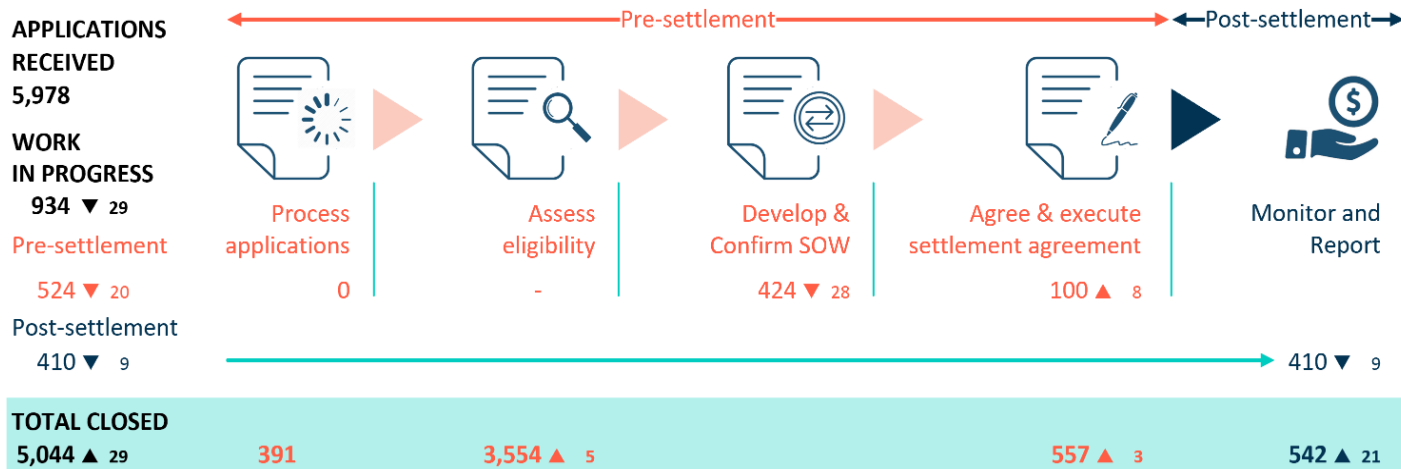 Pre-settlement
Post-settlement
APPLICATIONS
RECEIVED
5,978
WORK
IN PROGRESS
934 ▼ 29
Process
applications
Assess
eligibility
Develop &
Confirm SOW
Agree & execute
settlement agreement
Monitor and
Report
Pre-settlement
524 ▼ 20
0
-
424 ▼ 28
100 ▲ 8
Post-settlement
410 ▼ 9
410 ▼ 9
TOTAL CLOSED
5,044 ▲ 29
391
3,554 ▲ 5
557 ▲ 3
542 ▲ 21